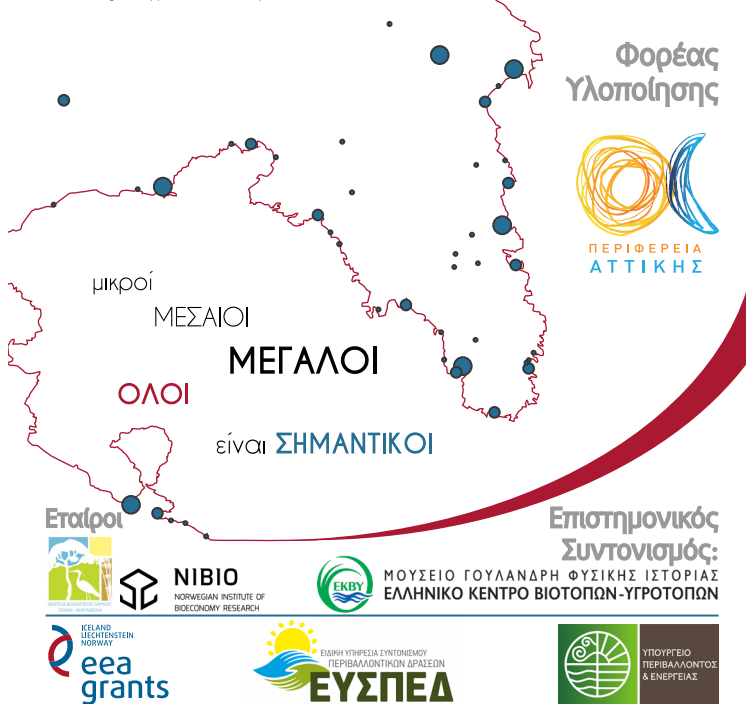 Φορέας
Υλοποίησης
ΠΕΡΙΦΕΡΕΙΑ
ΑΤΤΙΚΗΣ
μικροί
ΜΕΣΑΙΟΙ
ΜΕΓΑΛΟΙ
ΟΛΟΙ
είναι ΣΗΜΑΝΤΙΚΟΙ
Εταίροι
Επιστημονικός
Συντονισμός:
NIBIO
NORWEGIAN INSTITUTE OF
BIOECONOMY RESEARCH
EKBY
ΜΟΥΣΕΙΟ ΓΟΥΛΑΝΔΡΗ ΦΥΣΙΚΗΣ ΙΣΤΟΡΙΑΣ
ΕΛΛΗΝΙΚΟ ΚΕΝΤΡΟ ΒΙΟΤΟΠΩΝ-ΥΓΡΟΤΟΠΩΝ
ICELAND
LIECHTENSTEIN
NORWAY
eea
grants
ΕΙΔΙΚΗ ΥΠΗΡΕΣΙΑ ΣΥΝΤΟΝΙΣΜΟΥ
ΠΕΡΙΒΑΛΛΟΝΤΙΚΩΝ ΔΡΑΣΕΩΝ
ΕΥΣΠΕΔ
ΥΠΟΥΡΓΕΙΟ
ΠΕΡΙΒΑΛΛΟΝΤΟΣ
& ΕΝΕΡΓΕΙΑΣ